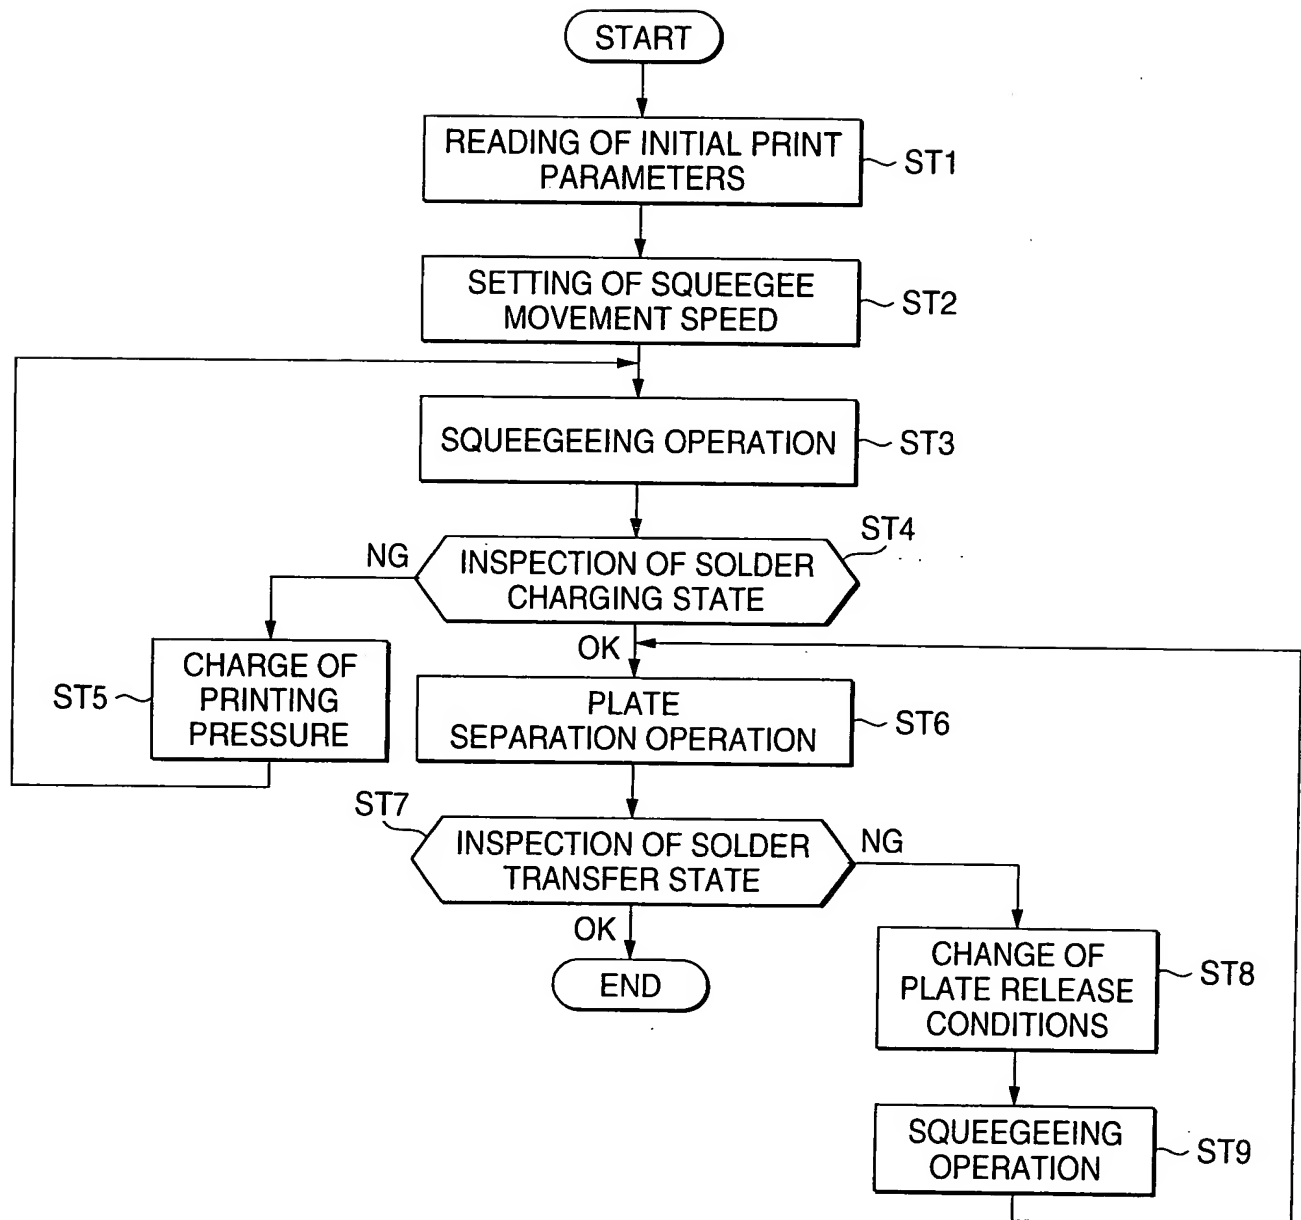 START
READING OF INITIAL PRINT
PARAMETERS
ST1
SETTING OF SQUEEGEE
MOVEMENT SPEED
ST2
SQUEEGEEING OPERATION
ST3
ST4
NG
INSPECTION OF SOLDER
CHARGING STATE
OK
CHARGE OF
PRINTING
PRESSURE
ST5
PLATE
SEPARATION OPERATION
ST6
ST7
INSPECTION OF SOLDER
TRANSFER STATE
NG
OK
END
CHANGE OF
PLATE RELEASE
CONDITIONS
ST8
SQUEEGEEING
OPERATION
ST9